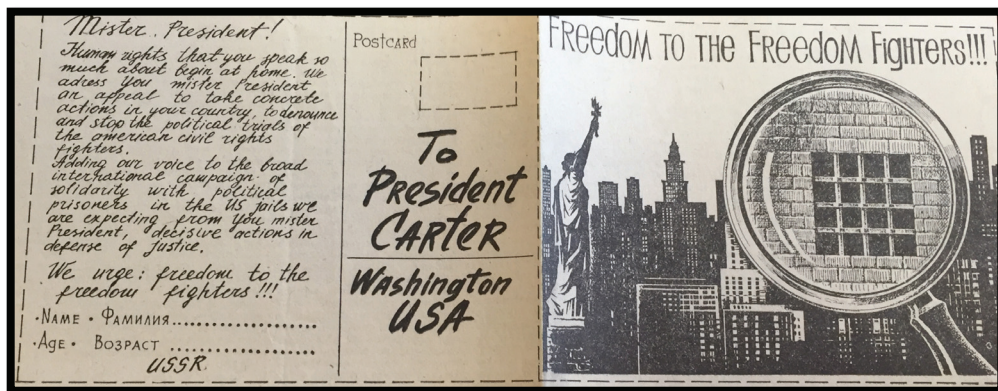 Mister President!
Human rights that you speak so
much about begin at home. We
adress you mister President
an appeal to take concrete
actions in your country, to denounce
and stop the political trials of
the american civil rights
fighters.
Adding our voice to the broad
international campaign of
solidarity with political
prisoners in the US jails we
are expecting from you mister
President, decisive actions in
defense of justice.
We urge: freedom to the
freedom fighters!!!
·Name · Фамилия....................
·Age · Возраст ....................
USSR.
Postcard
To
President
Carter
Washington
USA
Freedom to the Freedom Fighters!!!